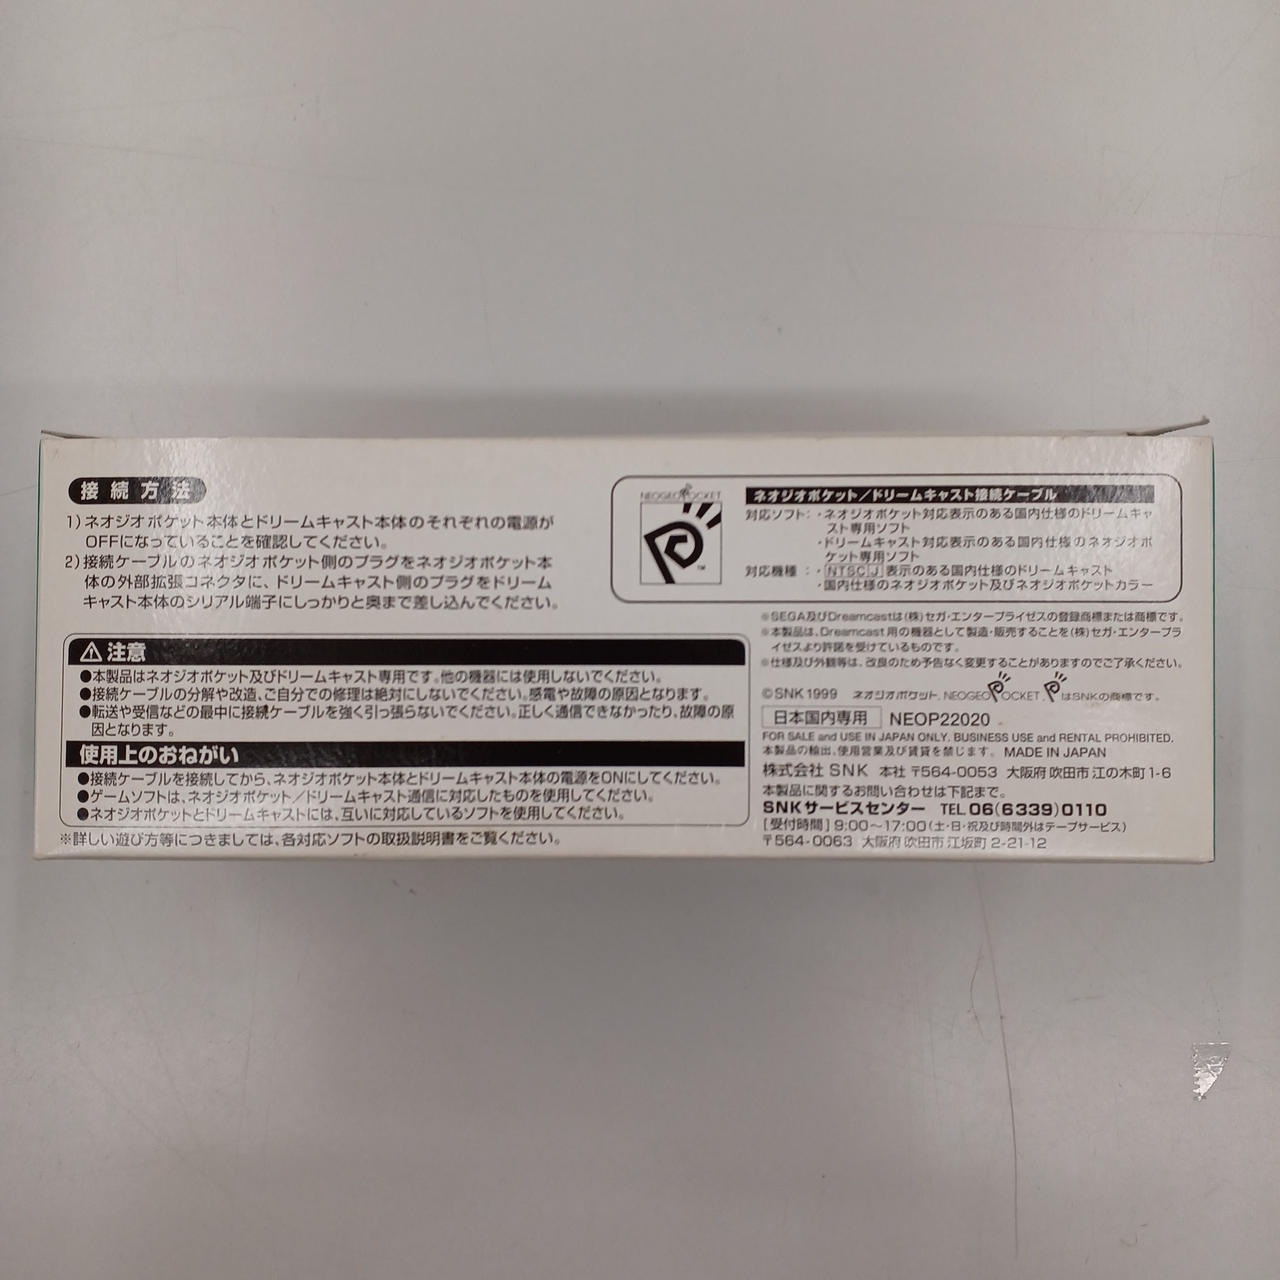 接続方法
1)ネオジオポケット本体とドリームキャスト本体のそれぞれの電源が
OFFになっていることを確認してください。
2)接続ケーブルのネオジオポケット側のプラグをネオジオポケット本
体の外部拡張コネクタに、ドリームキャスト側のプラグをドリーム
キャスト本体のシリアル端子にしっかりと奥まで差し込んでください。
⚠注意
●本製品はネオジオポケット及びドリームキャスト専用です。他の機器には使用しないでください。
●接続ケーブルの分解や改造、ご自分での修理は絶対にしないでください。感電や故障の原因となります。
●転送や受信などの最中に接続ケーブルを強く引っ張らないでください。正しく通信できなかったり、故障の原
因となります。
使用上のおねがい
●接続ケーブルを接続してから、ネオジオポケット本体とドリームキャスト本体の電源をONにしてください。
●ゲームソフトは、ネオジオポケット／ドリームキャスト通信に対応したものを使用してください。
●ネオジオポケットとドリームキャストには、互いに対応しているソフトを使用してください。
※詳しい遊び方等につきましては、各対応ソフトの取扱説明書をご覧ください。
NEOGEO POCKET
ネオジオポケット／ドリームキャスト接続ケーブル
対応ソフト：・ネオジオポケット対応表示のある国内仕様のドリームキャ
スト専用ソフト
・ドリームキャスト対応表示のある国内仕様のネオジオポ
ケット専用ソフト
対応機種：・NTSC J 表示のある国内仕様のドリームキャスト
・国内仕様のネオジオポケット及びネオジオポケットカラー
TM
※SEGA及びDreamcastは(株)セガ・エンタープライゼスの登録商標または商標です。
※本製品は、Dreamcast用の機器として製造・販売することを(株)セガ・エンタープラ
イゼスより許諾を受けているものです。
※仕様及び外観等は、改良のため予告なく変更することがありますのでご了承ください。
©SNK 1999 ネオジオポケット、NEOGEO POCKET、PはSNKの商標です。
日本国内専用 NEOP22020
FOR SALE and USE IN JAPAN ONLY. BUSINESS USE and RENTAL PROHIBITED.
本製品の輸出、使用営業及び賃貸を禁じます。 MADE IN JAPAN
株式会社 SNK 本社 〒564-0053 大阪府吹田市江の木町1-6
本製品に関するお問い合わせは下記まで。
SNKサービスセンター TEL 06(6339)0110
[受付時間] 9:00〜17:00(土・日・祝及び時間外はテープサービス)
〒564-0063 大阪府吹田市江坂町 2-21-12